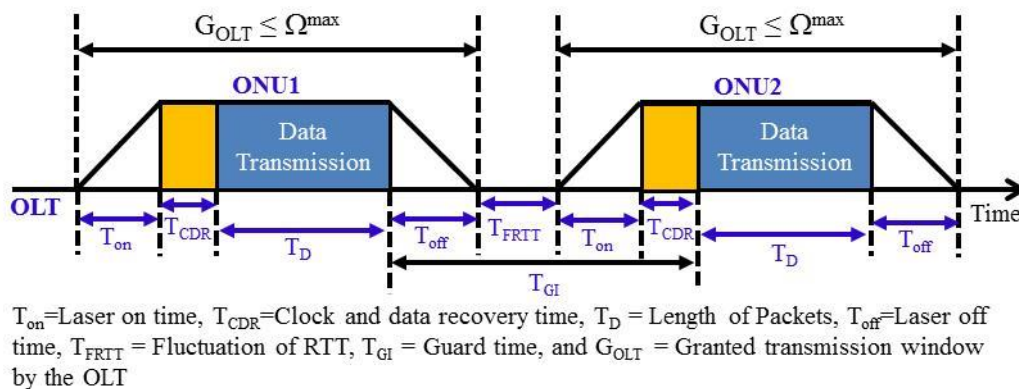 G_OLT ≤ Ω^max G_OLT ≤ Ω^max
ONU1 ONU2
Data Transmission
Data Transmission
OLT
Time
T_on T_CDR T_D T_off T_FRTT T_on T_CDR T_D T_off
T_GI
T_on=Laser on time, T_CDR=Clock and data recovery time, T_D = Length of Packets, T_off=Laser off
time, T_FRTT = Fluctuation of RTT, T_GI = Guard time, and G_OLT = Granted transmission window
by the OLT